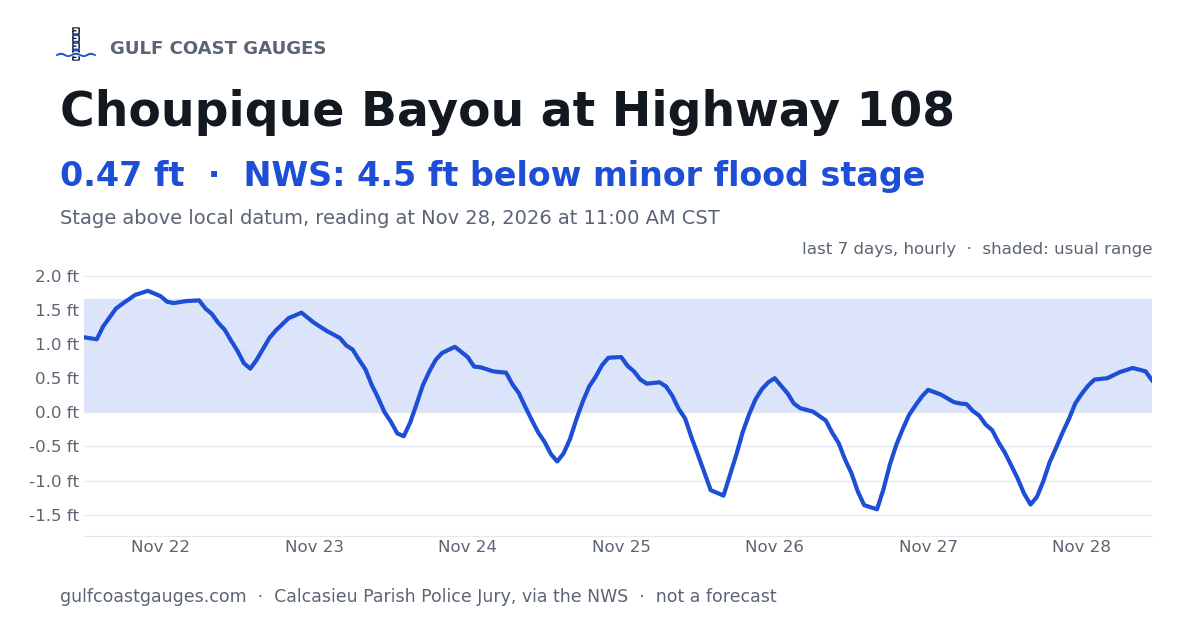 GULF COAST GAUGES
Choupique Bayou at Highway 108
0.47 ft · NWS: 4.5 ft below minor flood stage
Stage above local datum, reading at Nov 28, 2026 at 11:00 AM CST
last 7 days, hourly · shaded: usual range
2.0 ft
1.5 ft
1.0 ft
0.5 ft
0.0 ft
-0.5 ft
-1.0 ft
-1.5 ft
Nov 22 Nov 23 Nov 24 Nov 25 Nov 26 Nov 27 Nov 28
gulfcoastgauges.com · Calcasieu Parish Police Jury, via the NWS · not a forecast